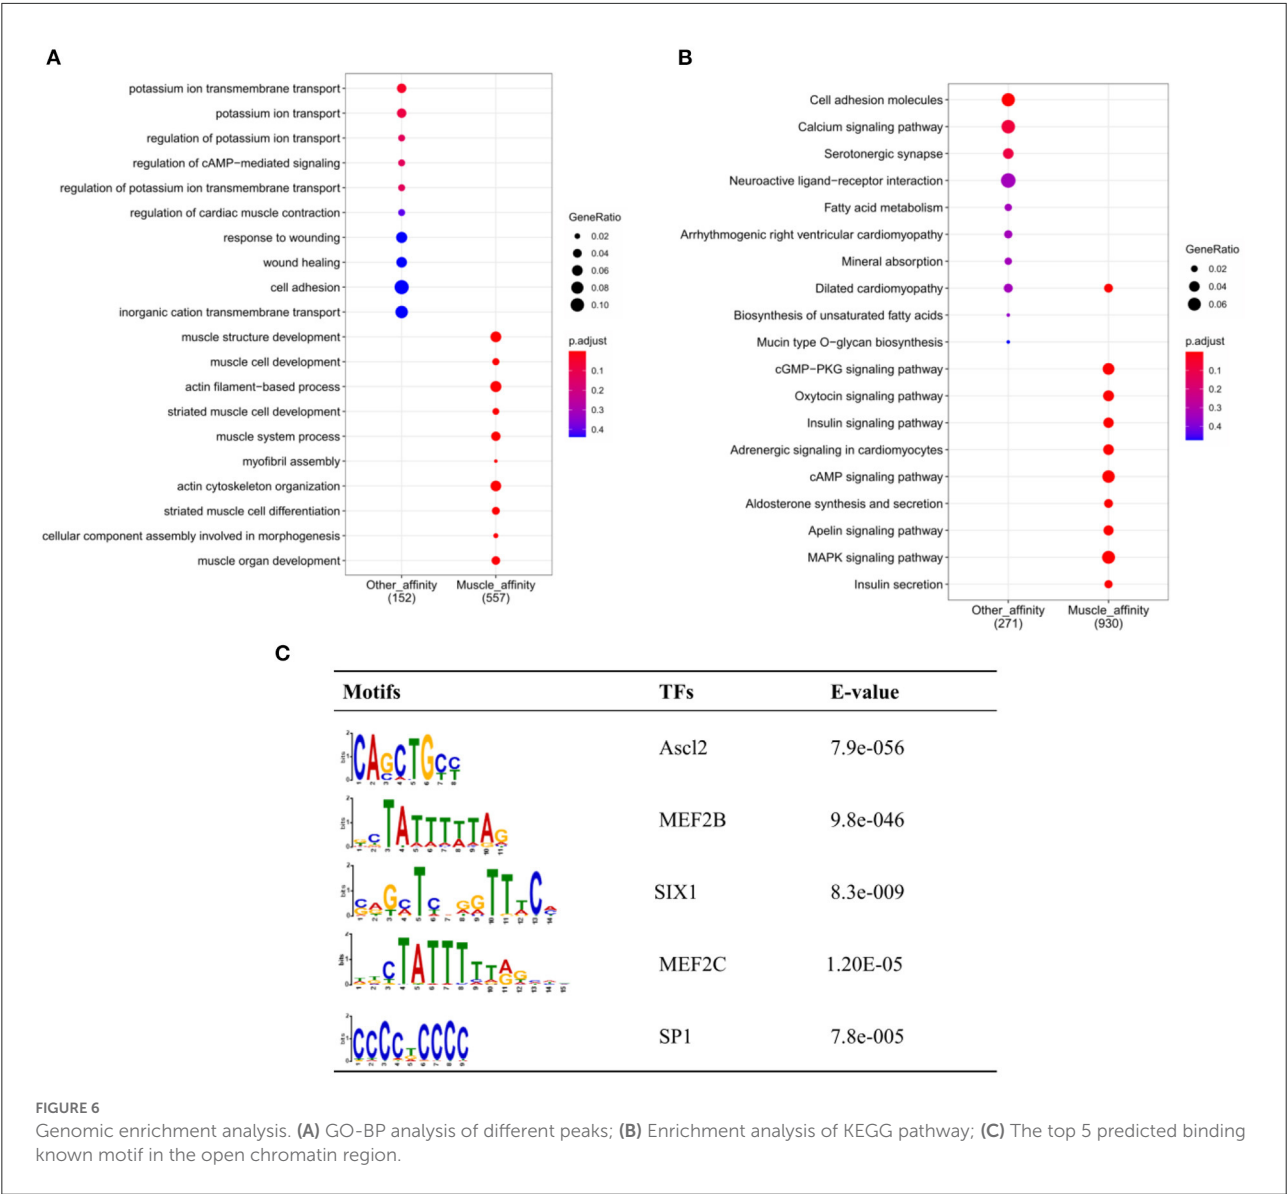 A
potassium ion transmembrane transport
potassium ion transport
regulation of potassium ion transport
regulation of cAMP−mediated signaling
regulation of potassium ion transmembrane transport
regulation of cardiac muscle contraction
response to wounding
wound healing
cell adhesion
inorganic cation transmembrane transport
muscle structure development
muscle cell development
actin filament−based process
striated muscle cell development
muscle system process
myofibril assembly
actin cytoskeleton organization
striated muscle cell differentiation
cellular component assembly involved in morphogenesis
muscle organ development
Other_affinity Muscle_affinity
(152) (557)
GeneRatio
0.02
0.04
0.06
0.08
0.10
p.adjust
0.1
0.2
0.3
0.4
B
Cell adhesion molecules
Calcium signaling pathway
Serotonergic synapse
Neuroactive ligand−receptor interaction
Fatty acid metabolism
Arrhythmogenic right ventricular cardiomyopathy
Mineral absorption
Dilated cardiomyopathy
Biosynthesis of unsaturated fatty acids
Mucin type O−glycan biosynthesis
cGMP−PKG signaling pathway
Oxytocin signaling pathway
Insulin signaling pathway
Adrenergic signaling in cardiomyocytes
cAMP signaling pathway
Aldosterone synthesis and secretion
Apelin signaling pathway
MAPK signaling pathway
Insulin secretion
Other_affinity Muscle_affinity
(271) (930)
GeneRatio
0.02
0.04
0.06
p.adjust
0.1
0.2
0.3
0.4
C
Motifs TFs E-value
Ascl2 7.9e-056
MEF2B 9.8e-046
SIX1 8.3e-009
MEF2C 1.20E-05
SP1 7.8e-005
FIGURE 6
Genomic enrichment analysis. (A) GO-BP analysis of different peaks; (B) Enrichment analysis of KEGG pathway; (C) The top 5 predicted binding
known motif in the open chromatin region.